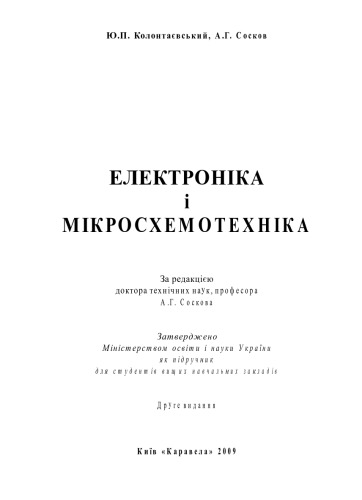 Ю.П. Колонтаєвський, А.Г. Сосков
ЕЛЕКТРОНІКА
і
МІКРОСХЕМОТЕХНІКА
За редакцією
доктора технічних наук, професора
А.Г. Соскова
Затверджено
Міністерством освіти і науки України
як підручник
для студентів вищих навчальних закладів
Друге видання
Київ «Каравела» 2009